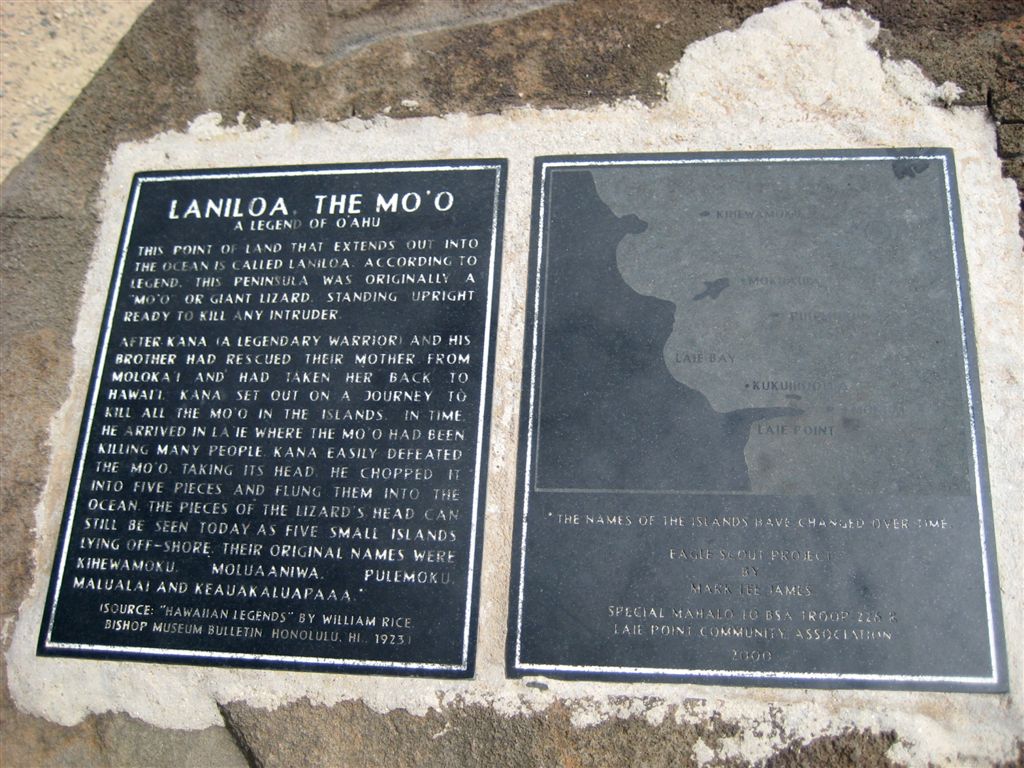 LANILOA, THE MO'O
A LEGEND OF O'AHU
THIS POINT OF LAND THAT EXTENDS OUT INTO
THE OCEAN IS CALLED LANILOA. ACCORDING TO
LEGEND, THIS PENINSULA WAS ORIGINALLY A
"MO'O" OR GIANT LIZARD, STANDING UPRIGHT
READY TO KILL ANY INTRUDER.
AFTER KANA (A LEGENDARY WARRIOR) AND HIS
BROTHER HAD RESCUED THEIR MOTHER FROM
MOLOKA'I AND HAD TAKEN HER BACK TO
HAWAI'I, KANA SET OUT ON A JOURNEY TO
KILL ALL THE MO'O IN THE ISLANDS. IN TIME,
HE ARRIVED IN LA'IE WHERE THE MO'O HAD BEEN
KILLING MANY PEOPLE. KANA EASILY DEFEATED
THE MO'O. TAKING ITS HEAD, HE CHOPPED IT
INTO FIVE PIECES AND FLUNG THEM INTO THE
OCEAN. THE PIECES OF THE LIZARD'S HEAD CAN
STILL BE SEEN TODAY AS FIVE SMALL ISLANDS
LYING OFF-SHORE. THEIR ORIGINAL NAMES WERE
KIHEWAMOKU, MOLUAANIWA, PULEMOKU,
MALUALAI AND KEAUAKALUAPAAA.*
(SOURCE: "HAWAIIAN LEGENDS" BY WILLIAM RICE,
BISHOP MUSEUM BULLETIN, HONOLULU, HI., 1923)
KIHEWAMOKU
LAIE BAY
LAIE POINT
*THE NAMES OF THE ISLANDS HAVE CHANGED OVER TIME.
EAGLE SCOUT PROJECT
BY
MARK LEE JAMES
SPECIAL MAHALO TO BSA TROOP
LAIE POINT COMMUNITY ASSOCIATION
2000